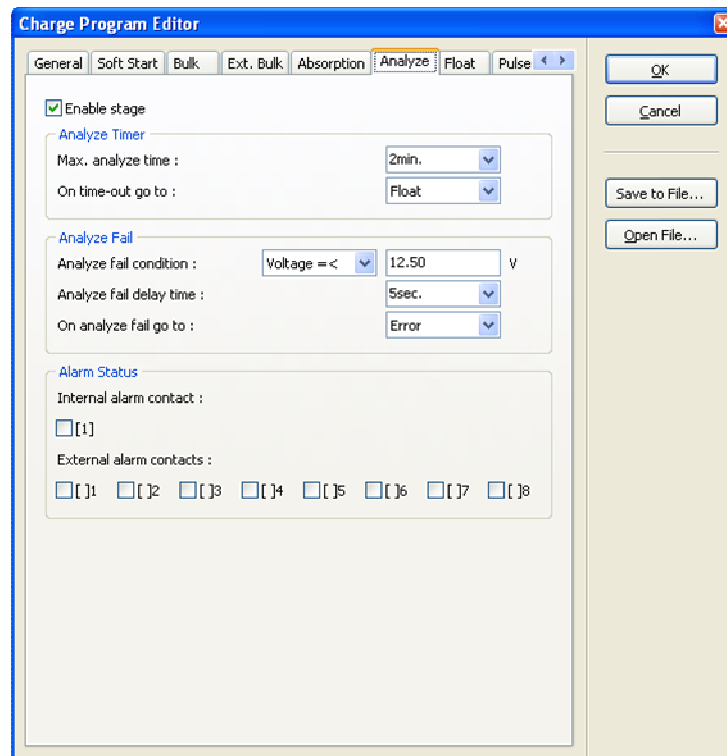 Charge Program Editor
General Soft Start Bulk Ext. Bulk Absorption Analyze Float Pulse
OK
Cancel
Save to File...
Open File...
Enable stage
Analyze Timer
Max. analyze time : 2min.
On time-out go to : Float
Analyze Fail
Analyze fail condition : Voltage =< 12.50 V
Analyze fail delay time : 5sec.
On analyze fail go to : Error
Alarm Status
Internal alarm contact :
[1]
External alarm contacts :
[ ]1 [ ]2 [ ]3 [ ]4 [ ]5 [ ]6 [ ]7 [ ]8